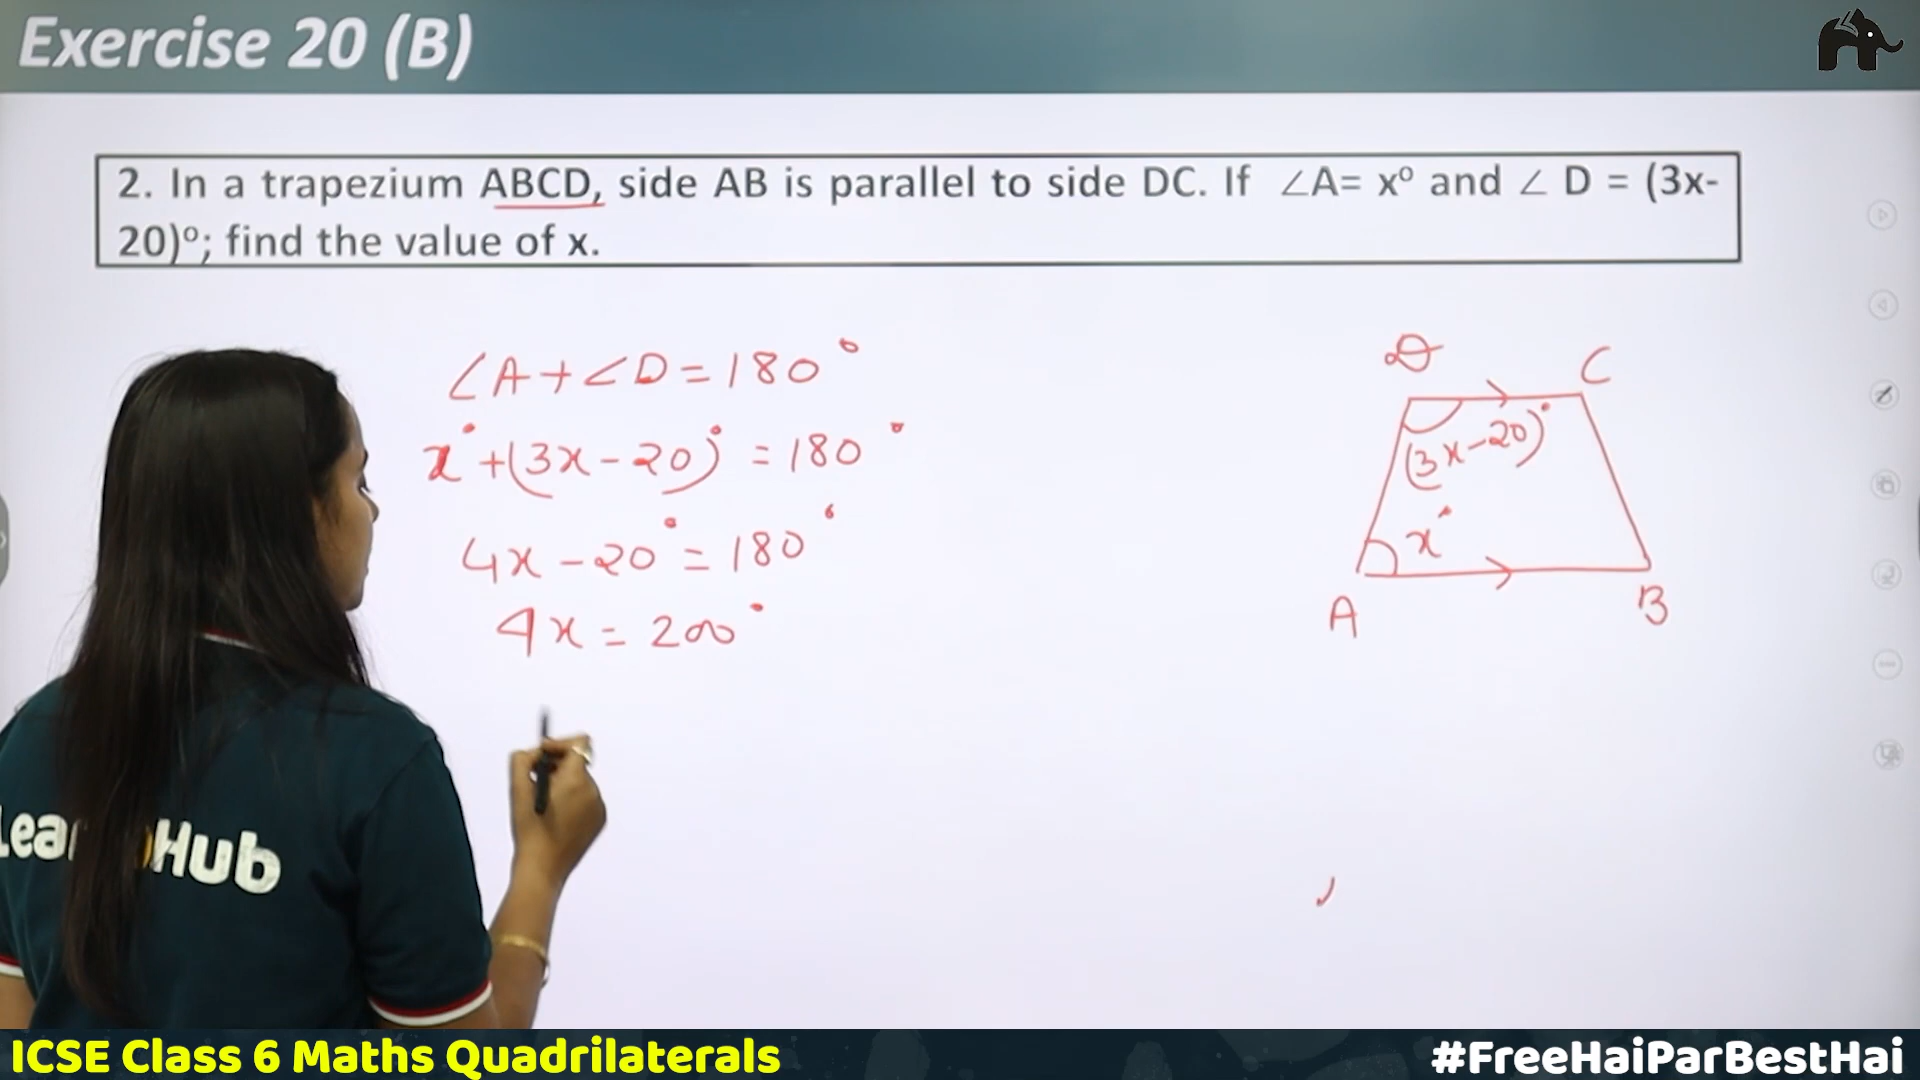 Exercise 20 (B)
2. In a trapezium ABCD, side AB is parallel to side DC. If ∠A= xº and ∠ D = (3x-
20)º; find the value of x.
∠A+∠D=180°
x°+(3x-20)°=180°
4x-20°=180°
4x=200°
D C
(3x-20)°
x°
A B
Hub
ICSE Class 6 Maths Quadrilaterals
#FreeHaiParBestHai